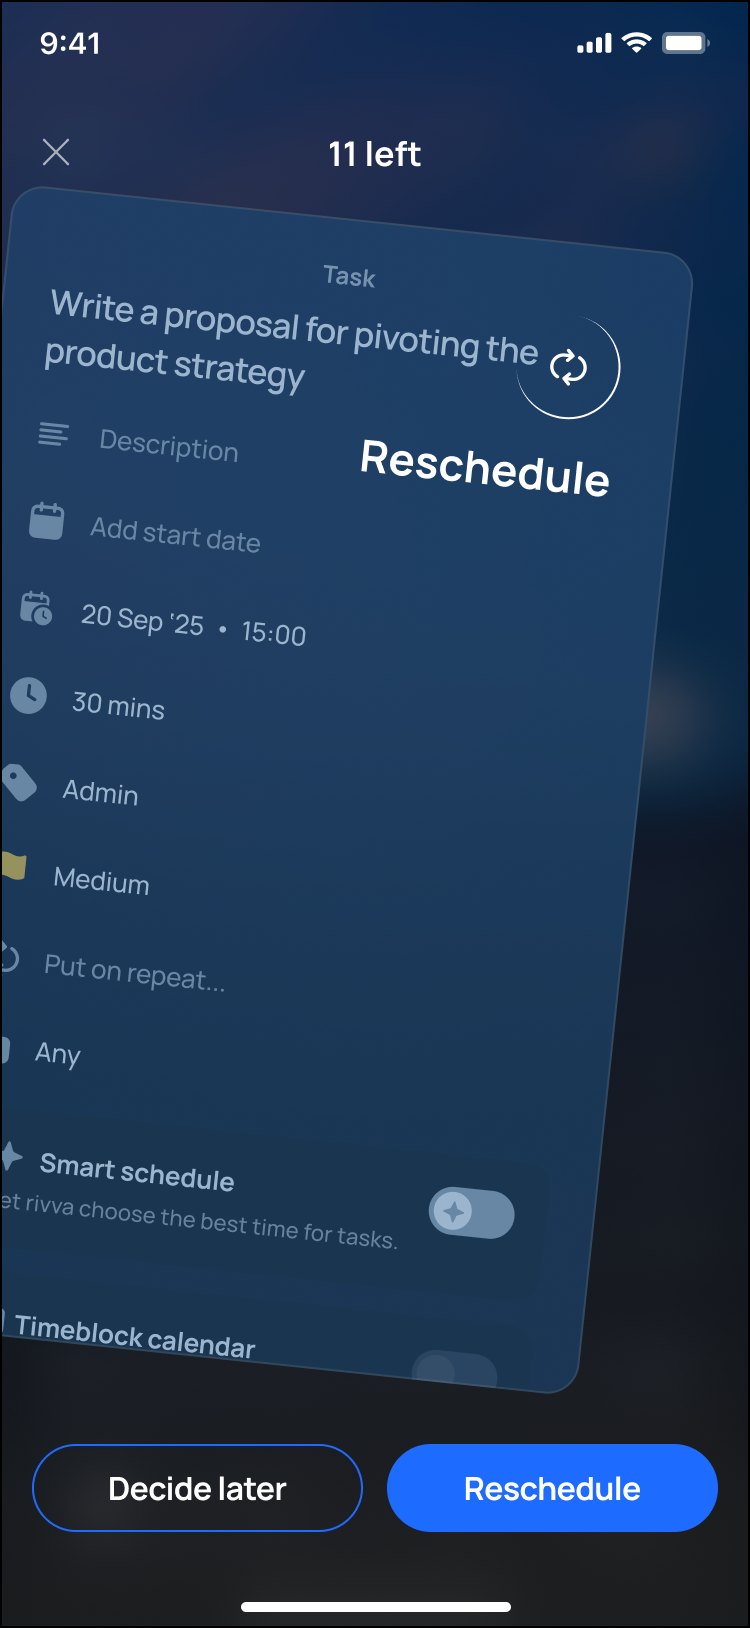 9:41
11 left
Task
Write a proposal for pivoting the
product strategy
Description
Reschedule
Add start date
20 Sep '25 • 15:00
30 mins
Admin
Medium
Put on repeat...
Any
Smart schedule
rivva choose the best time for tasks.
Timeblock calendar
Decide later
Reschedule